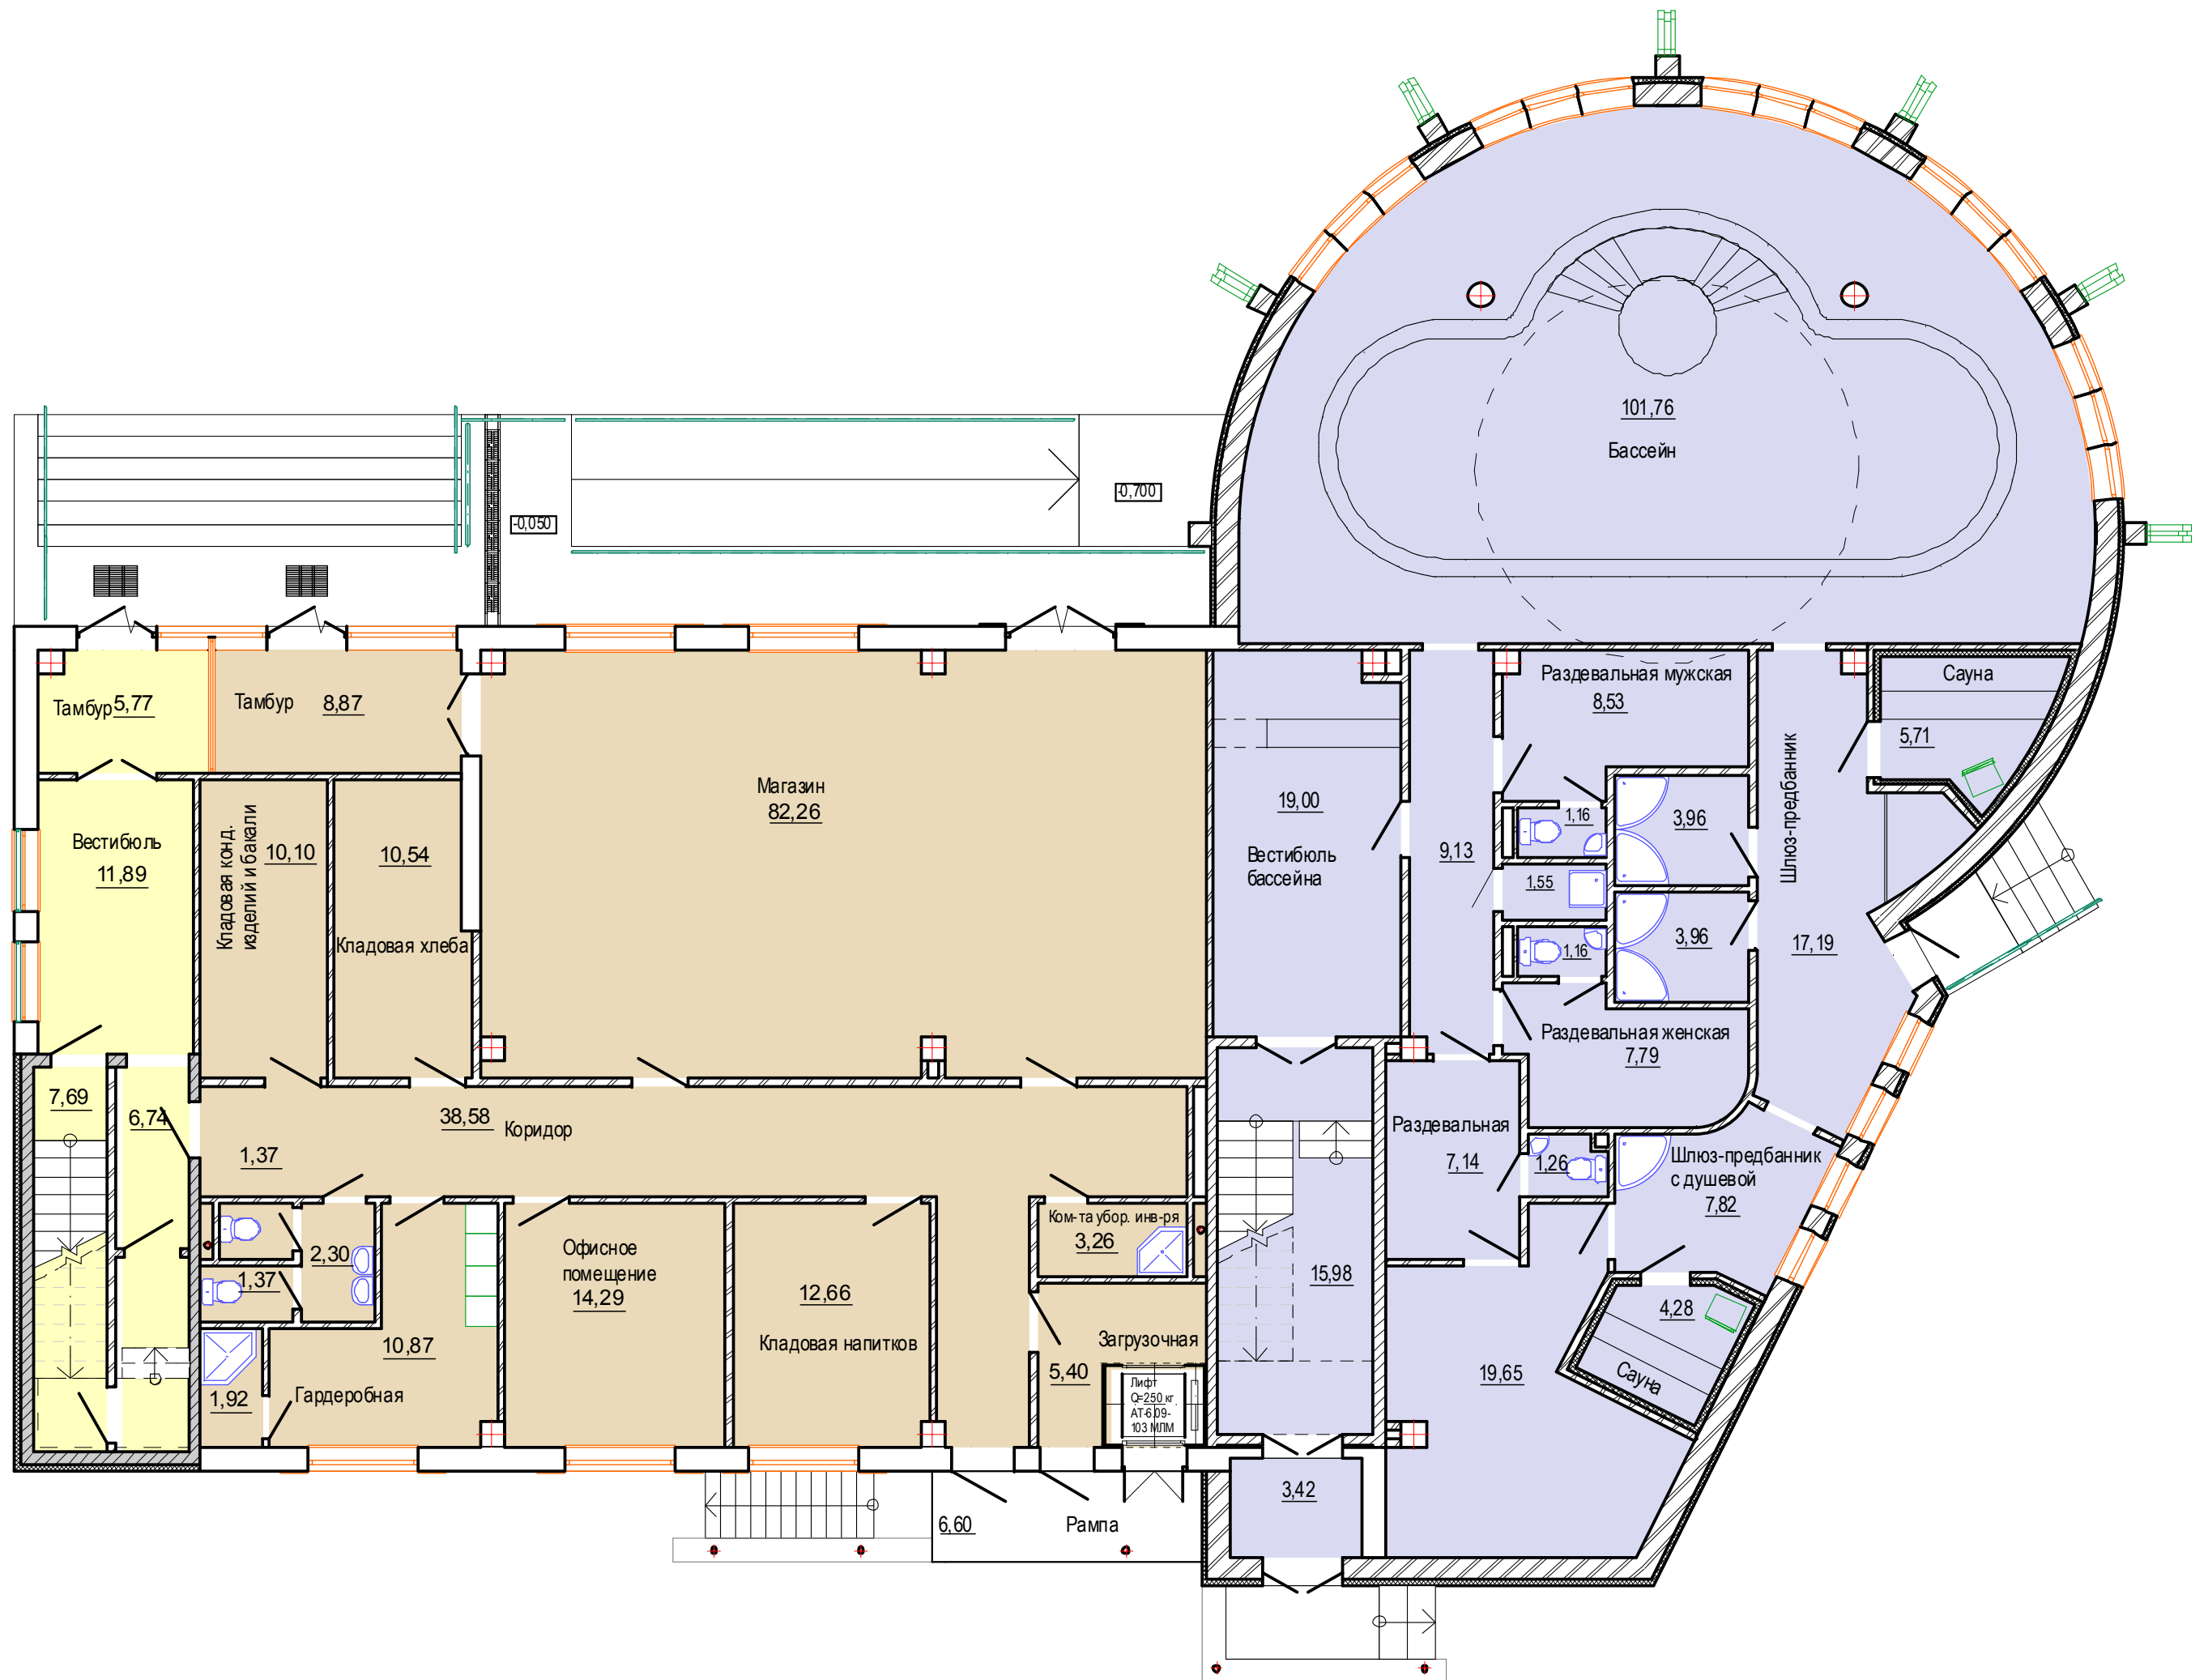 101,76
Бассейн
-0,700
-0,050
Тамбур 5,77
Тамбур 8,87
Раздевальная мужская
8,53
Сауна
5,71
Магазин
82,26
19,00
Вестибюль
бассейна
1,16
3,96
Шлюз-предбанник
Вестибюль
11,89
Кладовая конд.
изделий и бакали
10,10
10,54
Кладовая хлеба
9,13
1,55
1,16
3,96
17,19
Раздевальная женская
7,79
7,69
6,74
38,58
Коридор
1,37
Раздевальная
7,14
1,26
Шлюз-предбанник
с душевой
7,82
2,30
1,37
Офисное
помещение
14,29
12,66
Кладовая напитков
Ком-та убор. инв-ря
3,26
15,98
4,28
Сауна
10,87
Гардеробная
1,92
Загрузочная
5,40
Лифт
Q=250 кг
АТ-6.09-
103 МЛМ
19,65
3,42
6,60
Рампа